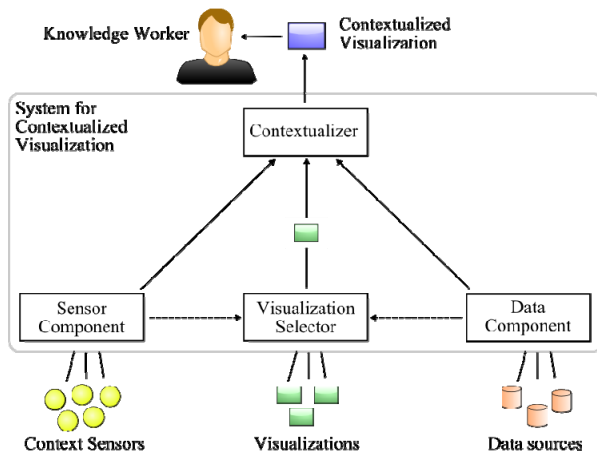 Knowledge Worker
Contextualized
Visualization
System for
Contextualized
Visualization
Contextualizer
Sensor
Component
Visualization
Selector
Data
Component
Context Sensors
Visualizations
Data sources